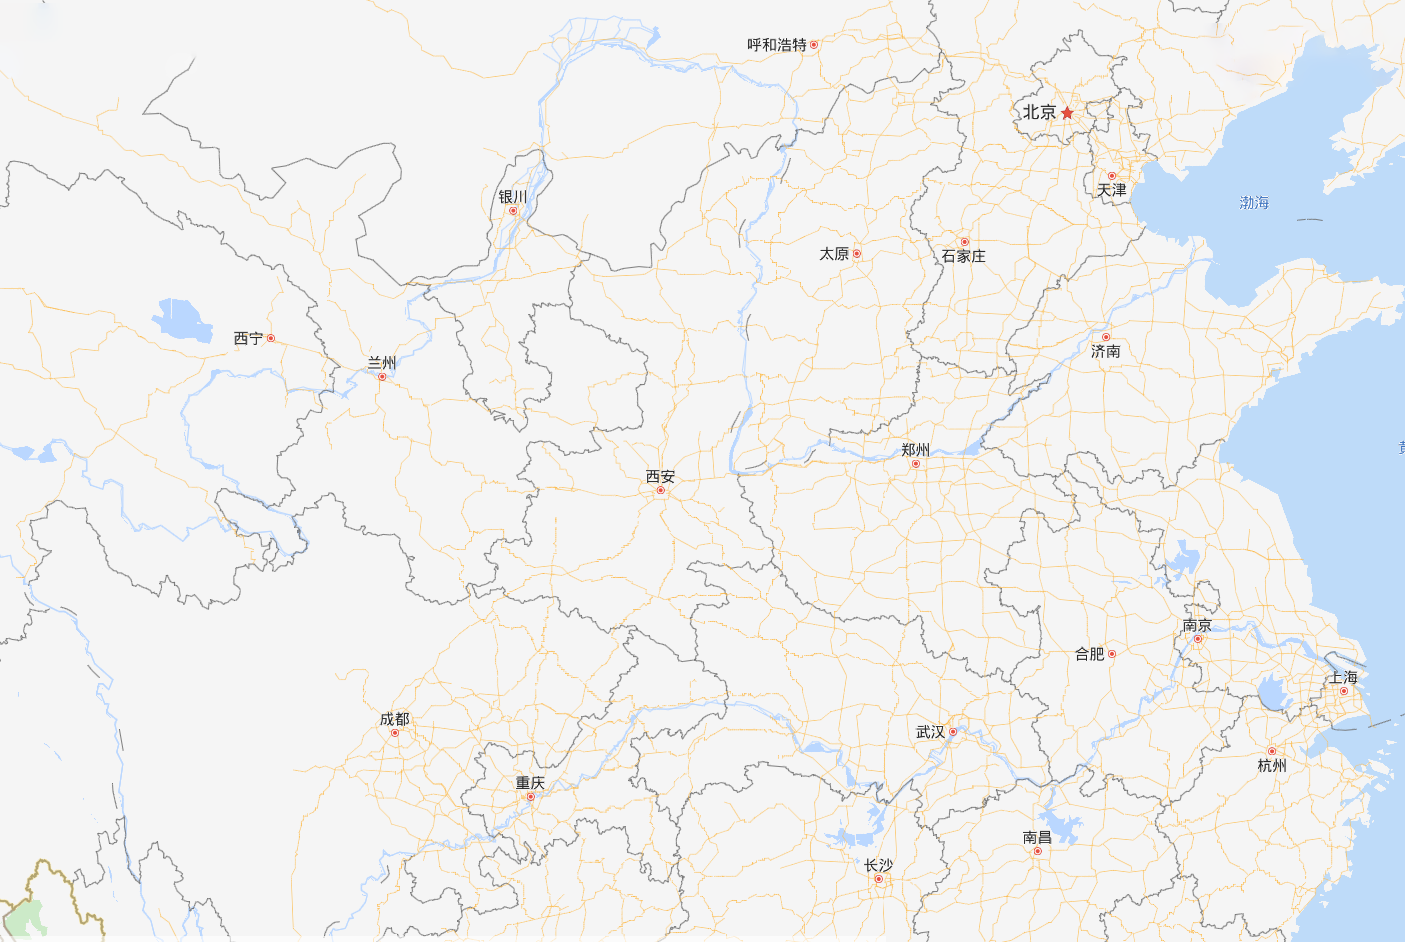 呼和浩特
北京
天津
银川
渤海
太原
石家庄
西宁
济南
兰州
郑州
西安
南京
合肥
上海
成都
武汉
杭州
重庆
南昌
长沙